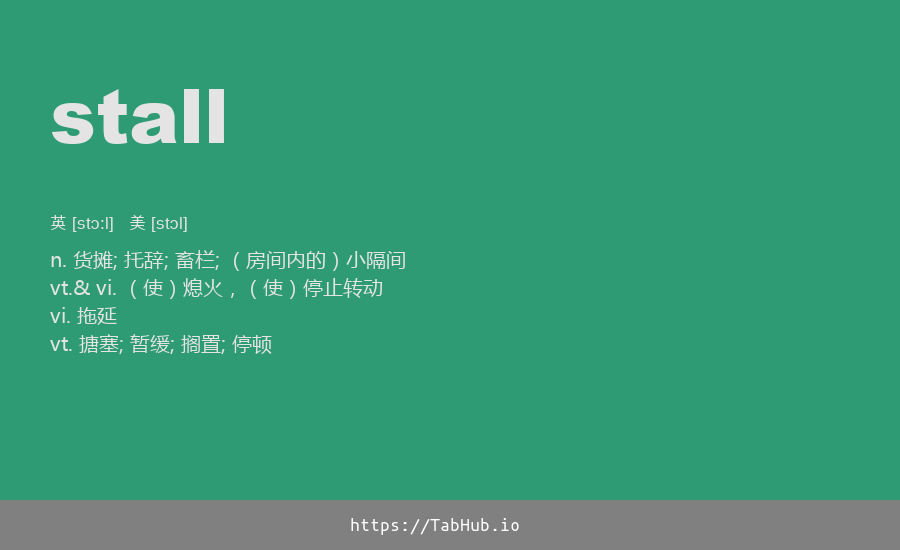 stall
英 [stɔ:l] 美 [stɔl]
n. 货摊; 托辞; 畜栏; （房间内的）小隔间
vt.& vi. （使）熄火，（使）停止转动
vi. 拖延
vt. 搪塞; 暂缓; 搁置; 停顿
https://TabHub.io